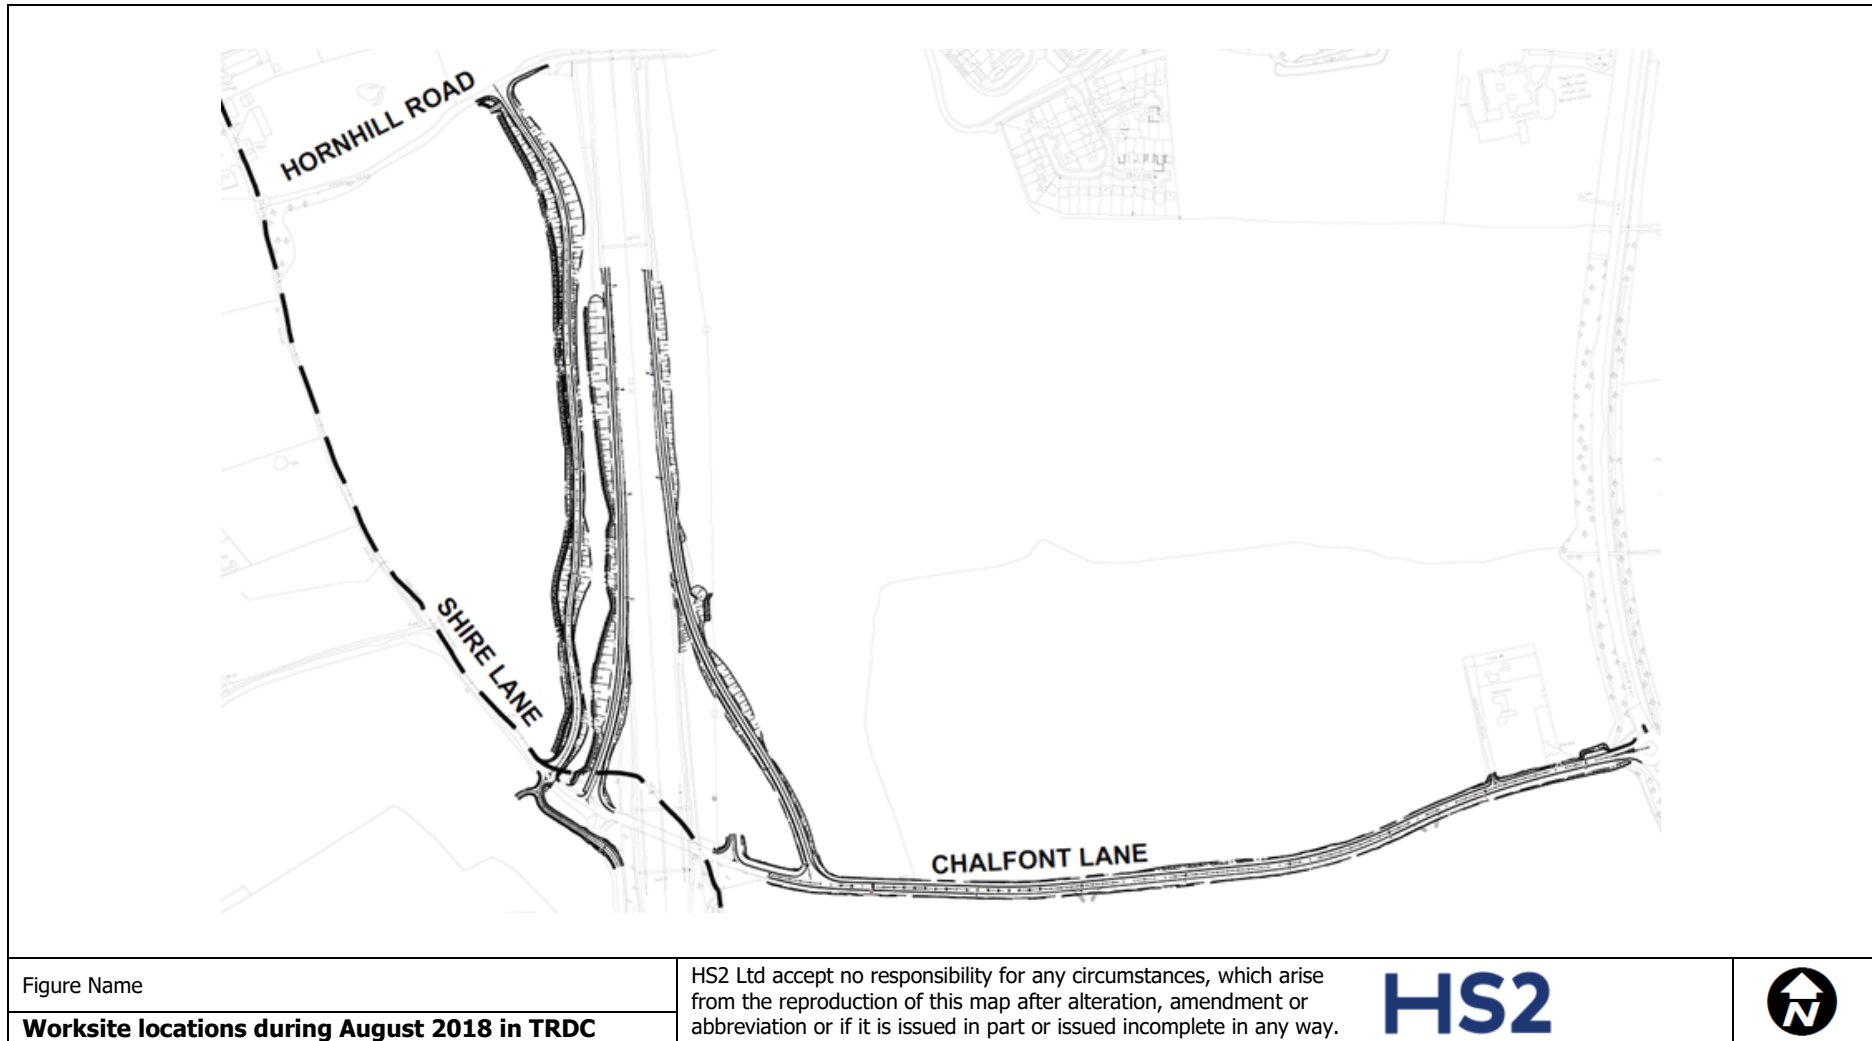 HORNHILL ROAD
SHIRE LANE
CHALFONT LANE
Figure Name
Worksite locations during August 2018 in TRDC
HS2 Ltd accept no responsibility for any circumstances, which arise
from the reproduction of this map after alteration, amendment or
abbreviation or if it is issued in part or issued incomplete in any way.
HS2
N